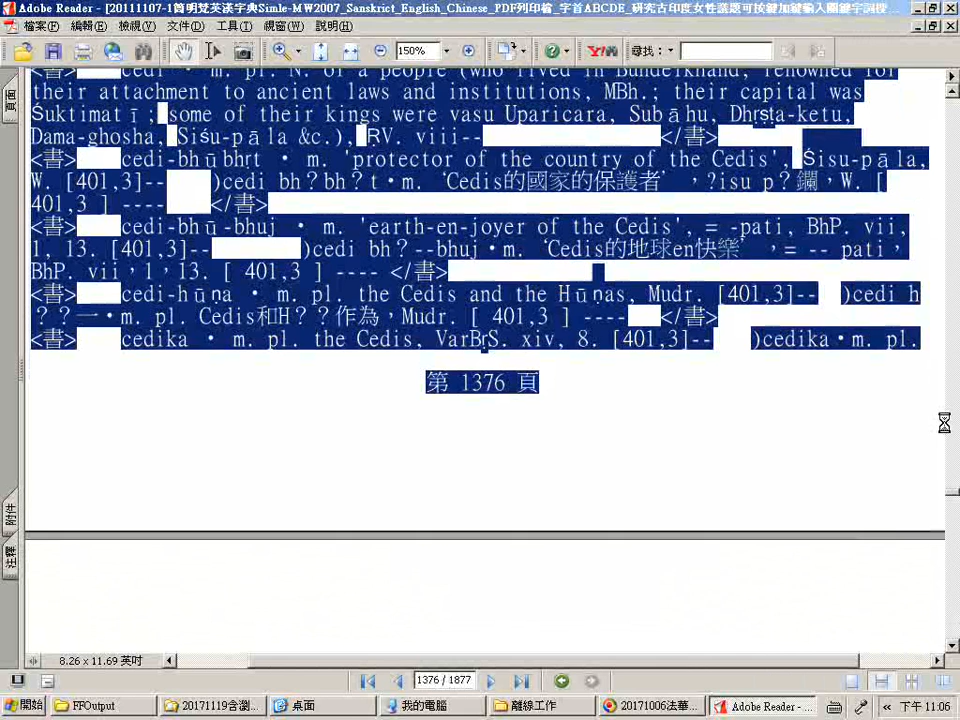 Adobe Reader - [20111107-1簡明梵英漢字典Simle-MW2007_Sanskrict_English_Chinese_PDF列印檔_字首ABCDE_研究古印度女性議題可按鍵加鍵輸入關鍵字詞搜...
檔案(F) 編輯(E) 檢視(V) 文件(D) 工具(T) 視窗(W) 說明(H)
150% Y! 尋找:
頁面
<書> cedi • m. pl. N. of a people (who lived in Bundelkhand, renowned for
their attachment to ancient laws and institutions, MBh.; their capital was
Śuktimatī; some of their kings were vasu Uparicara, Subāhu, Dhṛṣṭa-ketu,
Dama-ghosha, Śiśu-pāla &c.), ṚV. viii-- </書>
<書> cedi-bhūbhṛt • m. 'protector of the country of the Cedis', Śisu-pāla,
W. [401,3]-- )cedi bh?bh?t•m.‘Cedis的國家的保護者’,?isu p?鑭,W. [
401,3 ] ---- </書>
<書> cedi-bhū-bhuj • m. 'earth-en-joyer of the Cedis', = -pati, BhP. vii,
1, 13. [401,3]-- )cedi bh?--bhuj•m.‘Cedis的地球en快樂’,= -- pati,
BhP. vii,1,13. [ 401,3 ] ---- </書>
<書> cedi-hūṇa • m. pl. the Cedis and the Hūṇas, Mudr. [401,3]-- )cedi h
??一•m. pl. Cedis和H??作為,Mudr. [ 401,3 ] ---- </書>
<書> cedika • m. pl. the Cedis, VarBṛS. xiv, 8. [401,3]-- )cedika•m. pl.
第 1376 頁
附件
注釋
8.26 x 11.69 英吋
1376 / 1877
開始 FFOutput 20171119含瀏... 桌面 我的電腦 離線工作 20171006法華... Adobe Reader - ... « 下午 11:06